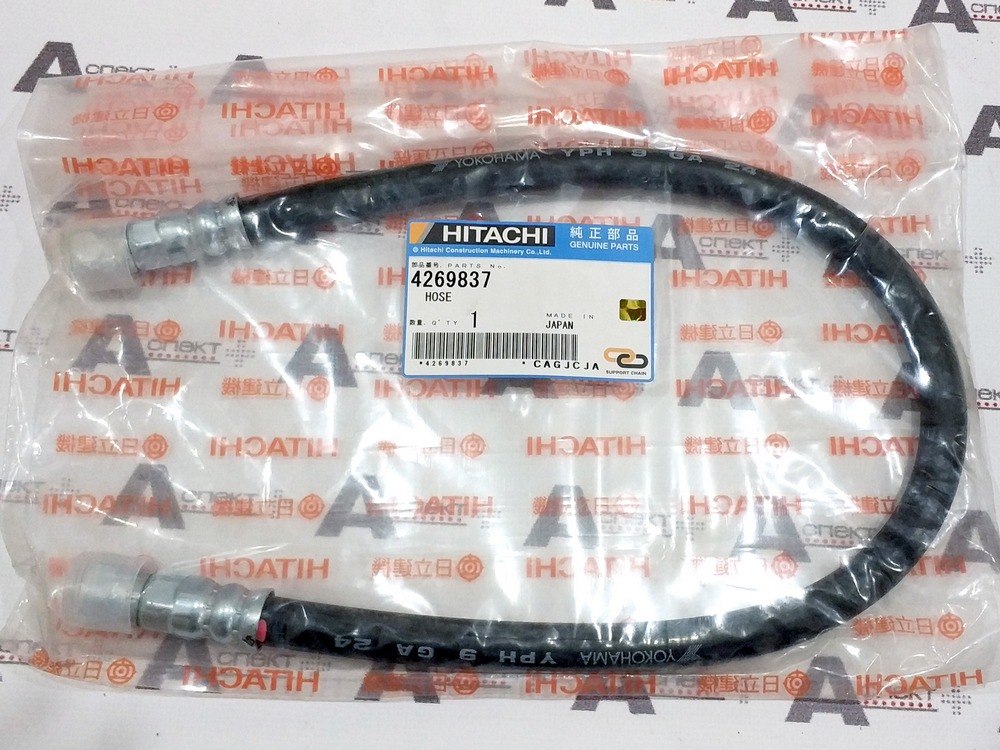 YOKOHAMA YPH 9 GA 24
HITACHI 純正部品
GENUINE PARTS
© Hitachi Construction Machinery Co.,Ltd.
部品番号. PARTS No.
4269837
HOSE
数量. Q'TY 1
MADE IN
JAPAN
*4269837 * CAGJCJA
SUPPORT CHAIN
YOKOHAMA YPH 9 GA 24
HITACHI 日立建機
Аспект